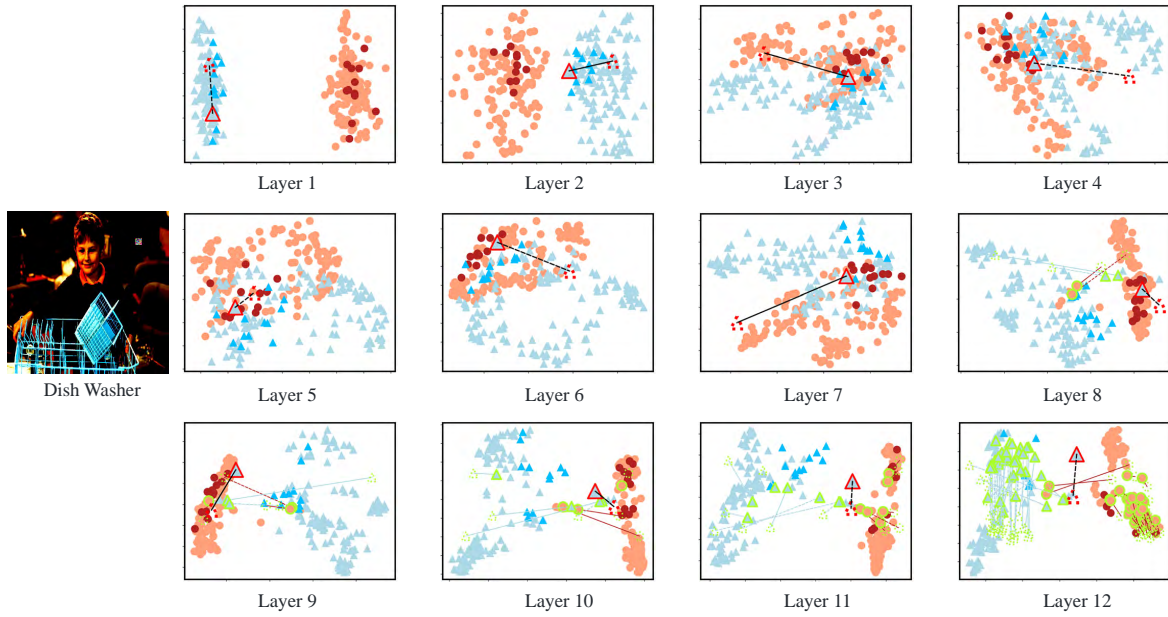 Layer 1
Layer 2
Layer 3
Layer 4
Dish Washer
Layer 5
Layer 6
Layer 7
Layer 8
Layer 9
Layer 10
Layer 11
Layer 12